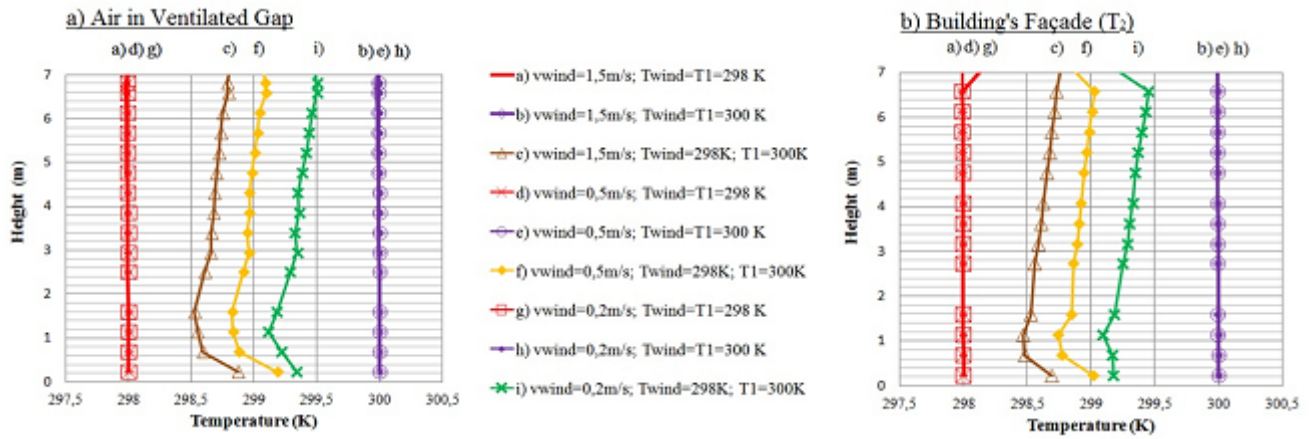 a) Air in Ventilated Gap
a) d) g)
c)
f)
i)
b) e) h)
7
6
5
4
3
2
1
0
Height (m)
297,5
298
298,5
299
299,5
300
300,5
Temperature (K)
a) vwind=1,5m/s; Twind=T1=298 K
b) vwind=1,5m/s; Twind=T1=300 K
c) vwind=1,5m/s; Twind=298K; T1=300K
d) vwind=0,5m/s; Twind=T1=298 K
e) vwind=0,5m/s; Twind=T1=300 K
f) vwind=0,5m/s; Twind=298K; T1=300K
g) vwind=0,2m/s; Twind=T1=298 K
h) vwind=0,2m/s; Twind=T1=300 K
i) vwind=0,2m/s; Twind=298K; T1=300K
b) Building's Façade (T₂)
a) d) g)
c)
f)
i)
b) e) h)
7
6
5
4
3
2
1
0
Height (m)
297,5
298
298,5
299
299,5
300
300,5
Temperature (K)